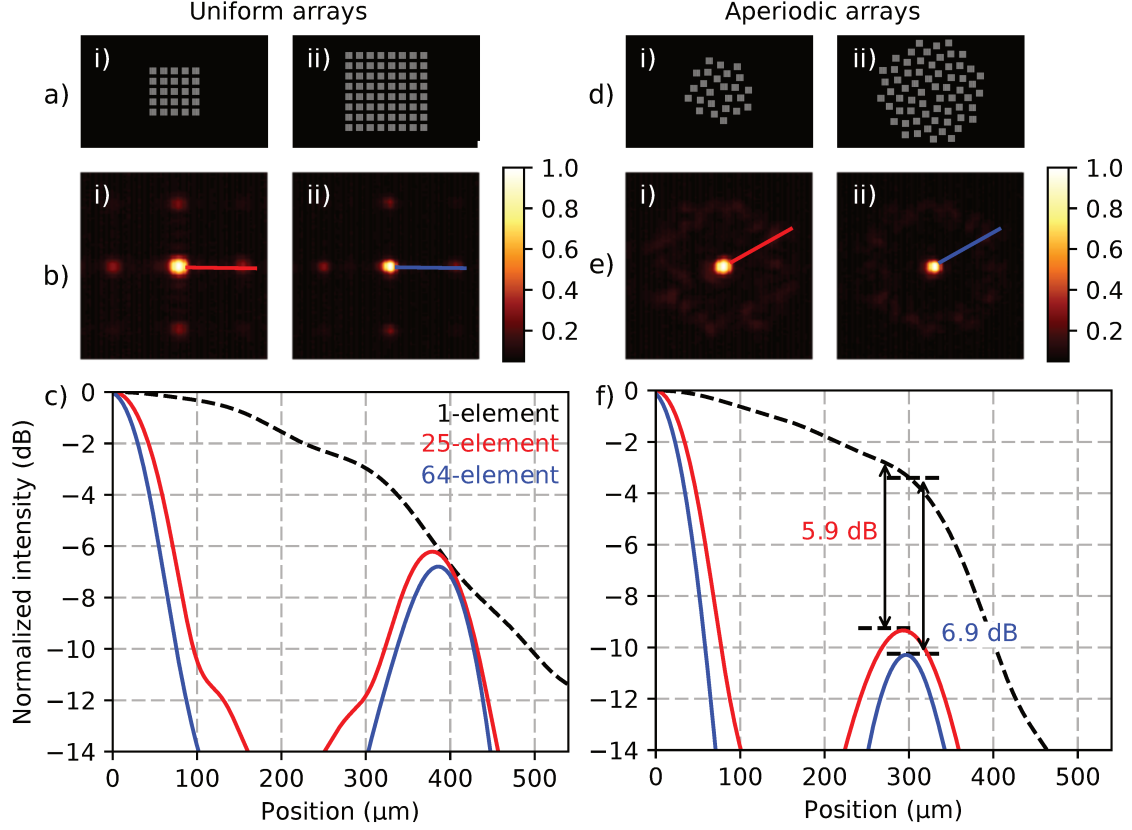 Uniform arrays
Aperiodic arrays
a)
i)
ii)
d)
i)
ii)
b)
i)
ii)
1.0
0.8
0.6
0.4
0.2
e)
i)
ii)
1.0
0.8
0.6
0.4
0.2
c)
1-element
25-element
64-element
Normalized intensity (dB)
0
−2
−4
−6
−8
−10
−12
−14
0
100
200
300
400
500
Position (μm)
f)
5.9 dB
6.9 dB
0
−2
−4
−6
−8
−10
−12
−14
0
100
200
300
400
500
Position (μm)